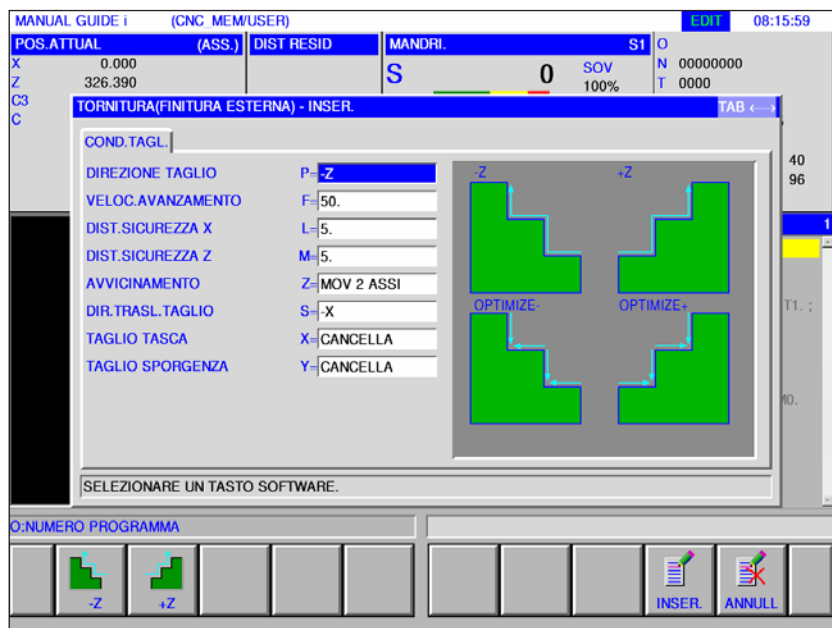 MANUAL GUIDE i (CNC_MEM/USER) EDIT 08:15:59
POS.ATTUAL (ASS.) DIST RESID MANDRI. S1 O
X 0.000 S 0 SOV 100% N 00000000
Z 326.390 T 0000
C3
C
40
96
TORNITURA(FINITURA ESTERNA) - INSER. TAB
COND.TAGL.
DIREZIONE TAGLIO P=-Z
VELOC.AVANZAMENTO F=50.
DIST.SICUREZZA X L=5.
DIST.SICUREZZA Z M=5.
AVVICINAMENTO Z=MOV 2 ASSI
DIR.TRASL.TAGLIO S=-X
TAGLIO TASCA X=CANCELLA
TAGLIO SPORGENZA Y=CANCELLA
-Z +Z
OPTIMIZE- OPTIMIZE+
1
T1. ;
M0.
SELEZIONARE UN TASTO SOFTWARE.
O:NUMERO PROGRAMMA
-Z +Z INSER. ANNULL